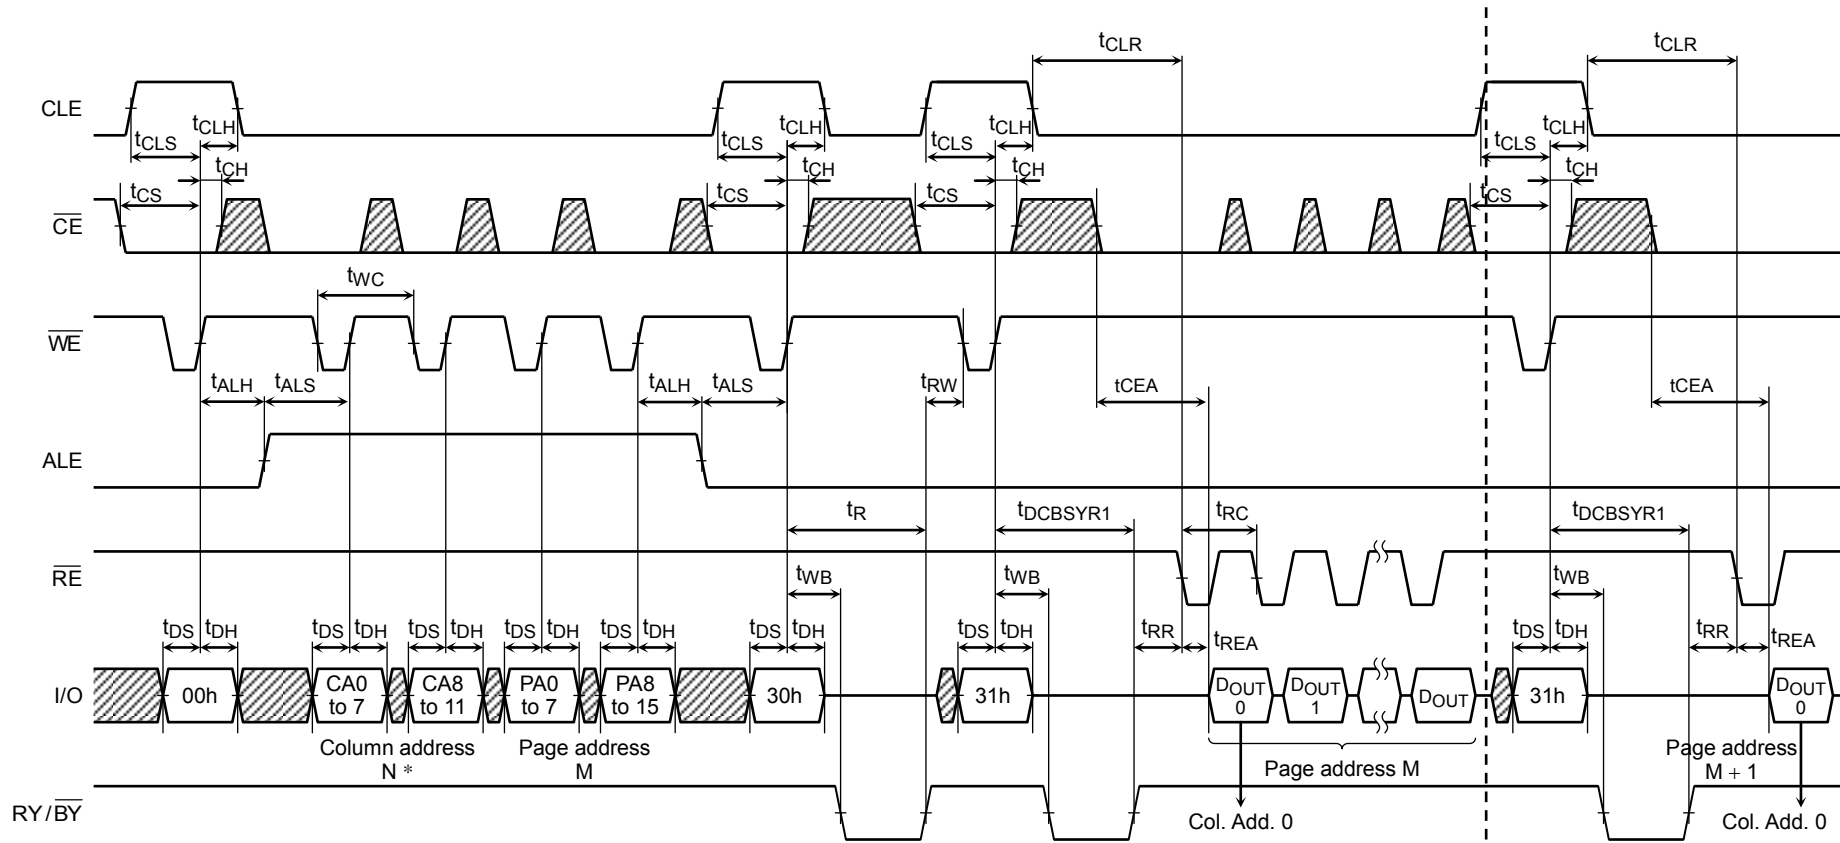 tCLR tCLR
CLE
tCLS tCLH tCLS tCLH tCLS tCLH tCLS tCLH
tCH tCH tCH tCH
tCS tCS tCS tCS
CE
tWC
WE
tALH tALS tALH tALS tRW tCEA tCEA
ALE
tR tDCBSYR1 tRC tDCBSYR1
RE
tWB tWB tWB
tDS tDH tDS tDH tDS tDH tDS tDH tDS tDH tDS tDH tDS tDH tRR tREA tDS tDH tRR tREA
I/O
00h
CA0 to 7
CA8 to 11
PA0 to 7
PA8 to 15
30h
31h
DOUT 0
DOUT 1
DOUT
31h
DOUT 0
Column address N *
Page address M
Page address M
Page address M + 1
RY/BY
Col. Add. 0
Col. Add. 0